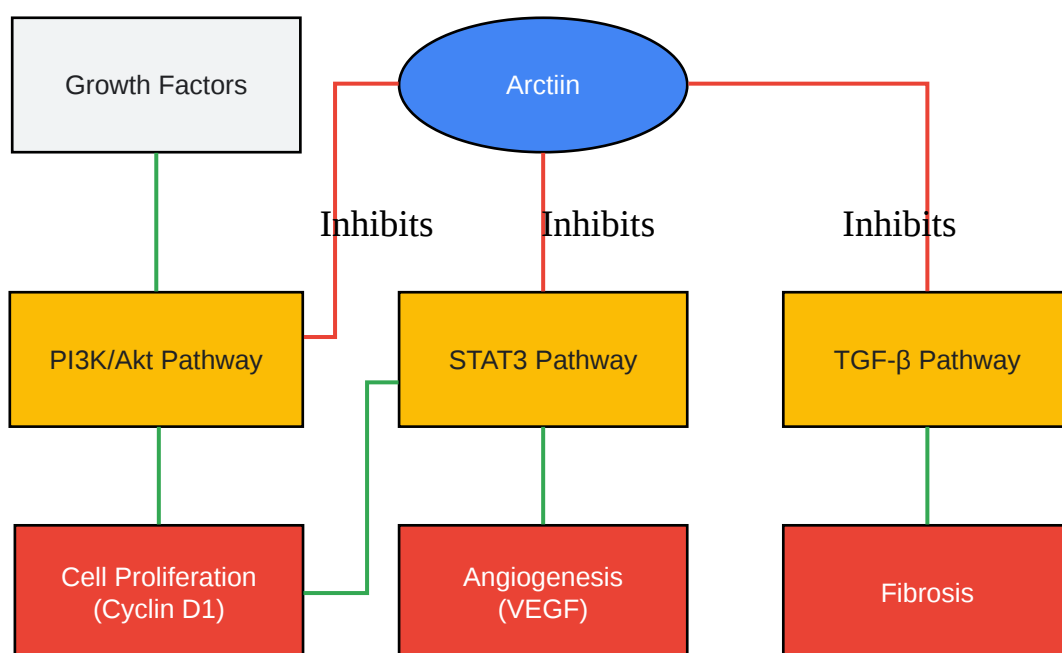 Growth Factors
Arctiin
Inhibits
Inhibits
Inhibits
PI3K/Akt Pathway
STAT3 Pathway
TGF-β Pathway
Cell Proliferation
(Cyclin D1)
Angiogenesis
(VEGF)
Fibrosis